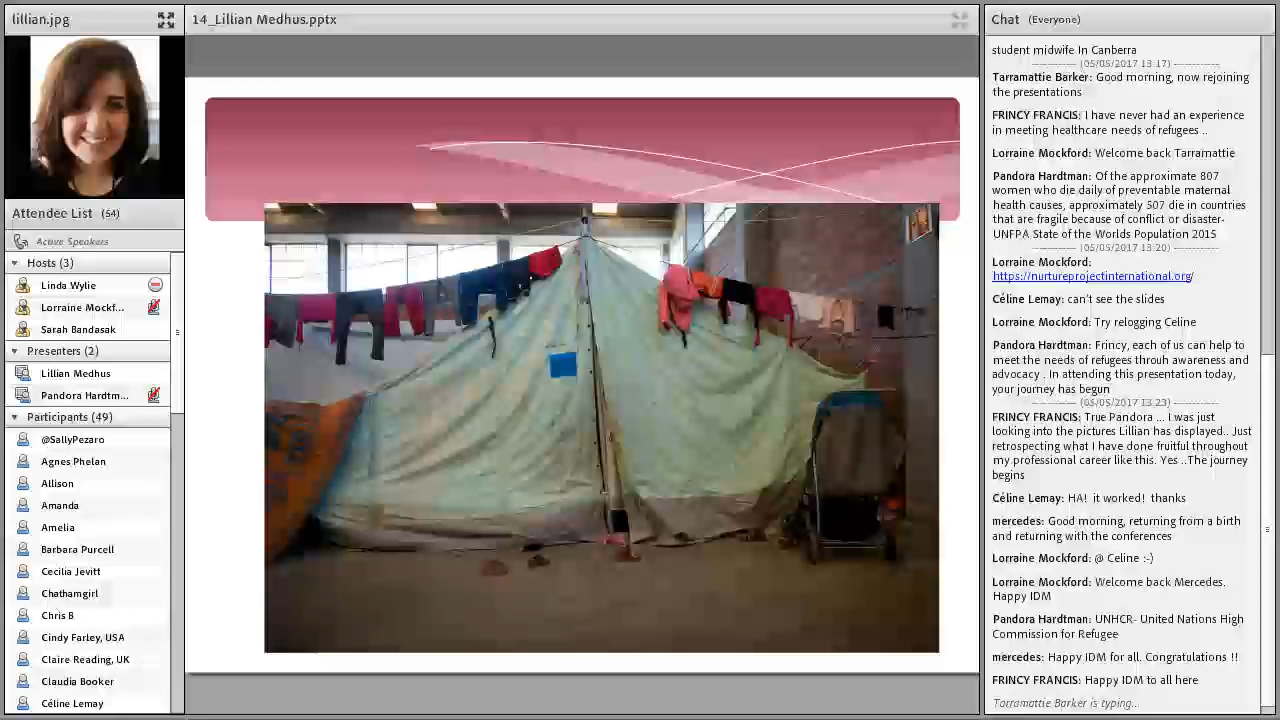 lillian.jpg
Attendee List (54)
Active Speakers
Hosts (3)
Linda Wylie
Lorraine Mockf...
Sarah Bandasak
Presenters (2)
Lillian Medhus
Pandora Hardtm...
Participants (49)
@SallyPezaro
Agnes Phelan
Allison
Amanda
Amelia
Barbara Purcell
Cecilia Jevitt
Chathamgirl
Chris B
Cindy Farley, USA
Claire Reading, UK
Claudia Booker
Céline Lemay
14_Lillian Medhus.pptx
Chat (Everyone)
student midwife In Canberra
(05/05/2017 13:17)
Tarramattie Barker: Good morning, now rejoining
the presentations
FRINCY FRANCIS: I have never had an experience
in meeting healthcare needs of refugees ..
Lorraine Mockford: Welcome back Tarramattie
Pandora Hardtman: Of the approximate 807
women who die daily of preventable maternal
health causes, approximately 507 die in countries
that are fragile because of conflict or disaster-
UNFPA State of the Worlds Population 2015
(05/05/2017 13:20)
Lorraine Mockford:
https://nurtureprojectinternational.org/
Céline Lemay: can't see the slides
Lorraine Mockford: Try relogging Celine
Pandora Hardtman: Frincy, each of us can help to
meet the needs of refugees throuh awareness and
advocacy . In attending this presentation today,
your journey has begun
(05/05/2017 13:23)
FRINCY FRANCIS: True Pandora ... I was just
looking into the pictures Lillian has displayed.. Just
retrospecting what I have done fruitful throughout
my professional career like this. Yes ..The journey
begins
Céline Lemay: HA! it worked! thanks
mercedes: Good morning, returning from a birth
and returning with the conferences
Lorraine Mockford: @ Celine :-)
Lorraine Mockford: Welcome back Mercedes.
Happy IDM
Pandora Hardtman: UNHCR- United Nations High
Commission for Refugee
mercedes: Happy IDM for all. Congratulations !!
FRINCY FRANCIS: Happy IDM to all here
Tarramattie Barker is typing...